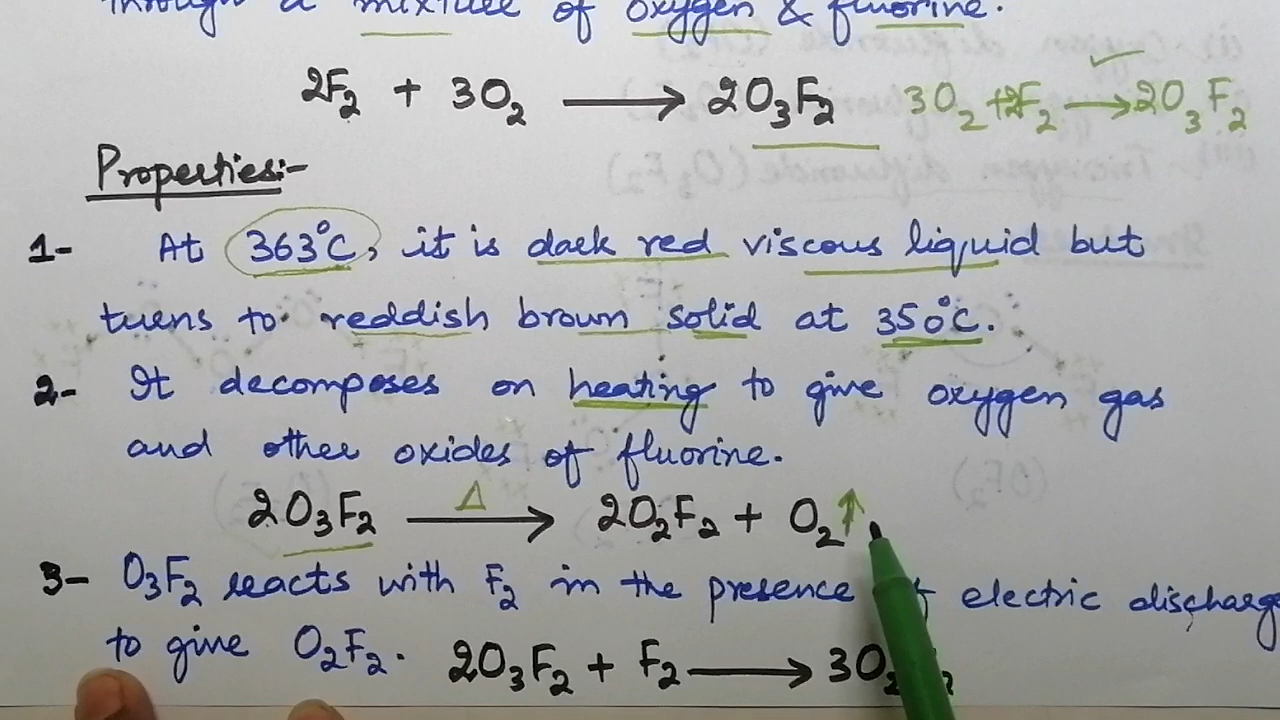 through a mixture of oxygen & fluorine.
2F₂ + 3O₂ ⟶ 2O₃F₂ 3O₂ + 2F₂ ⟶ 2O₃F₂ ✓
Properties:-
1- At 363°C, it is dark red viscous liquid but
turns to reddish brown solid at 350°C.
2- It decomposes on heating to give oxygen gas
and other oxides of fluorine.
2O₃F₂ ⟶ Δ 2O₂F₂ + O₂↑
3- O₃F₂ reacts with F₂ in the presence electric discharge
to give O₂F₂. 2O₃F₂ + F₂ ⟶ 3O₂